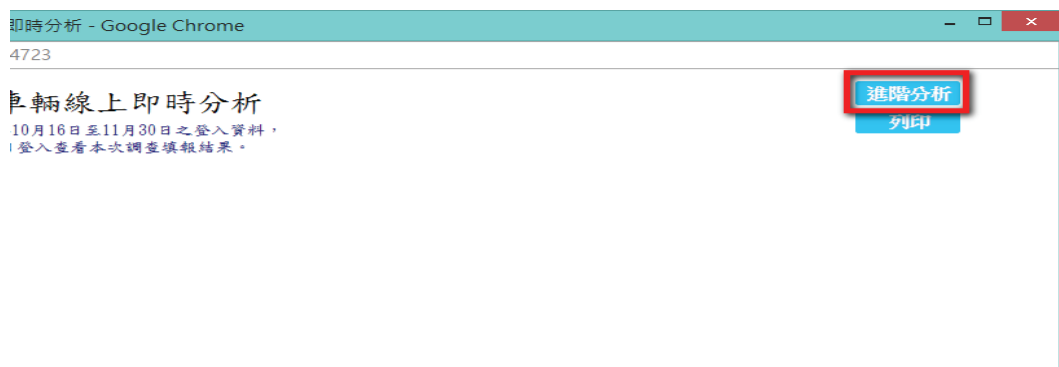 即時分析 - Google Chrome
4723
車輛線上即時分析
進階分析
10月16日至11月30日之登入資料，
列印
登入查看本次調查填報結果。